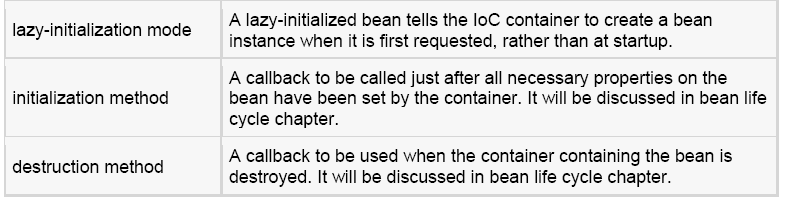 lazy-initialization mode
A lazy-initialized bean tells the IoC container to create a bean
instance when it is first requested, rather than at startup.
initialization method
A callback to be called just after all necessary properties on the
bean have been set by the container. It will be discussed in bean life
cycle chapter.
destruction method
A callback to be used when the container containing the bean is
destroyed. It will be discussed in bean life cycle chapter.